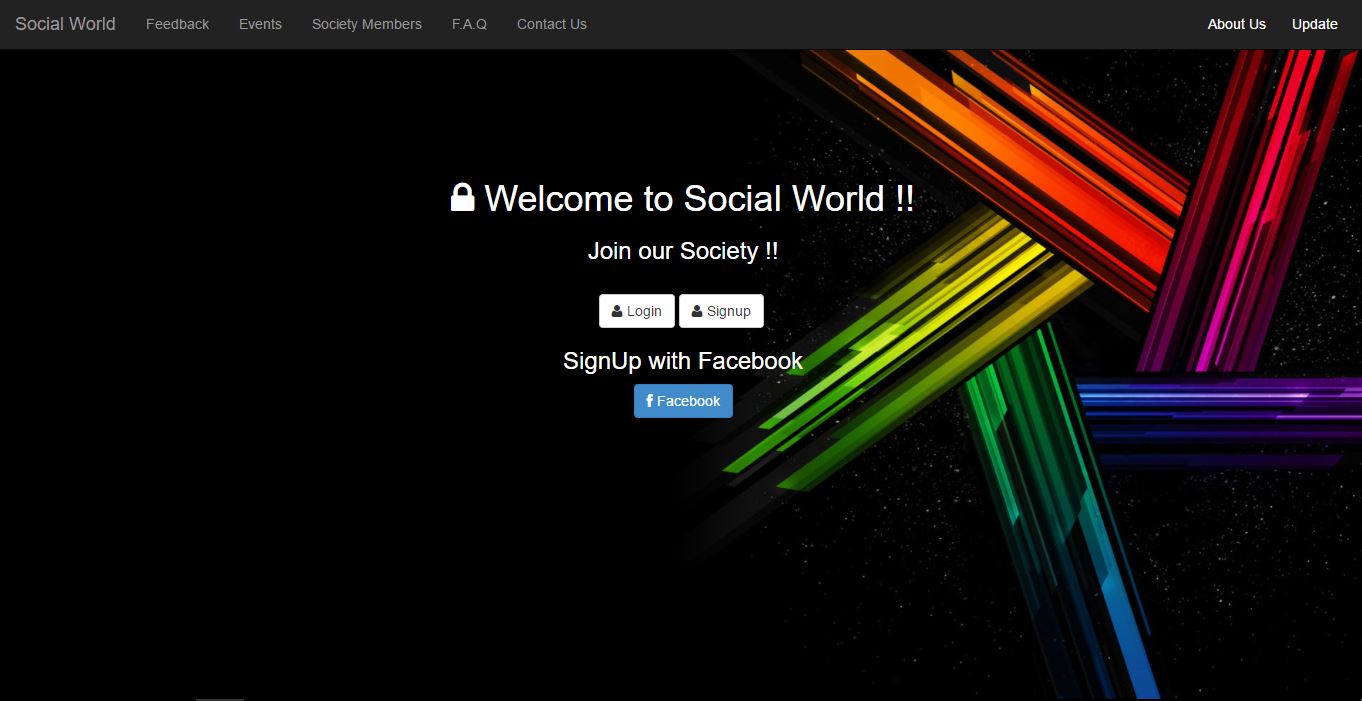 Social World Feedback Events Society Members F.A.Q Contact Us About Us Update
Welcome to Social World !!
Join our Society !!
Login Signup
SignUp with Facebook
Facebook